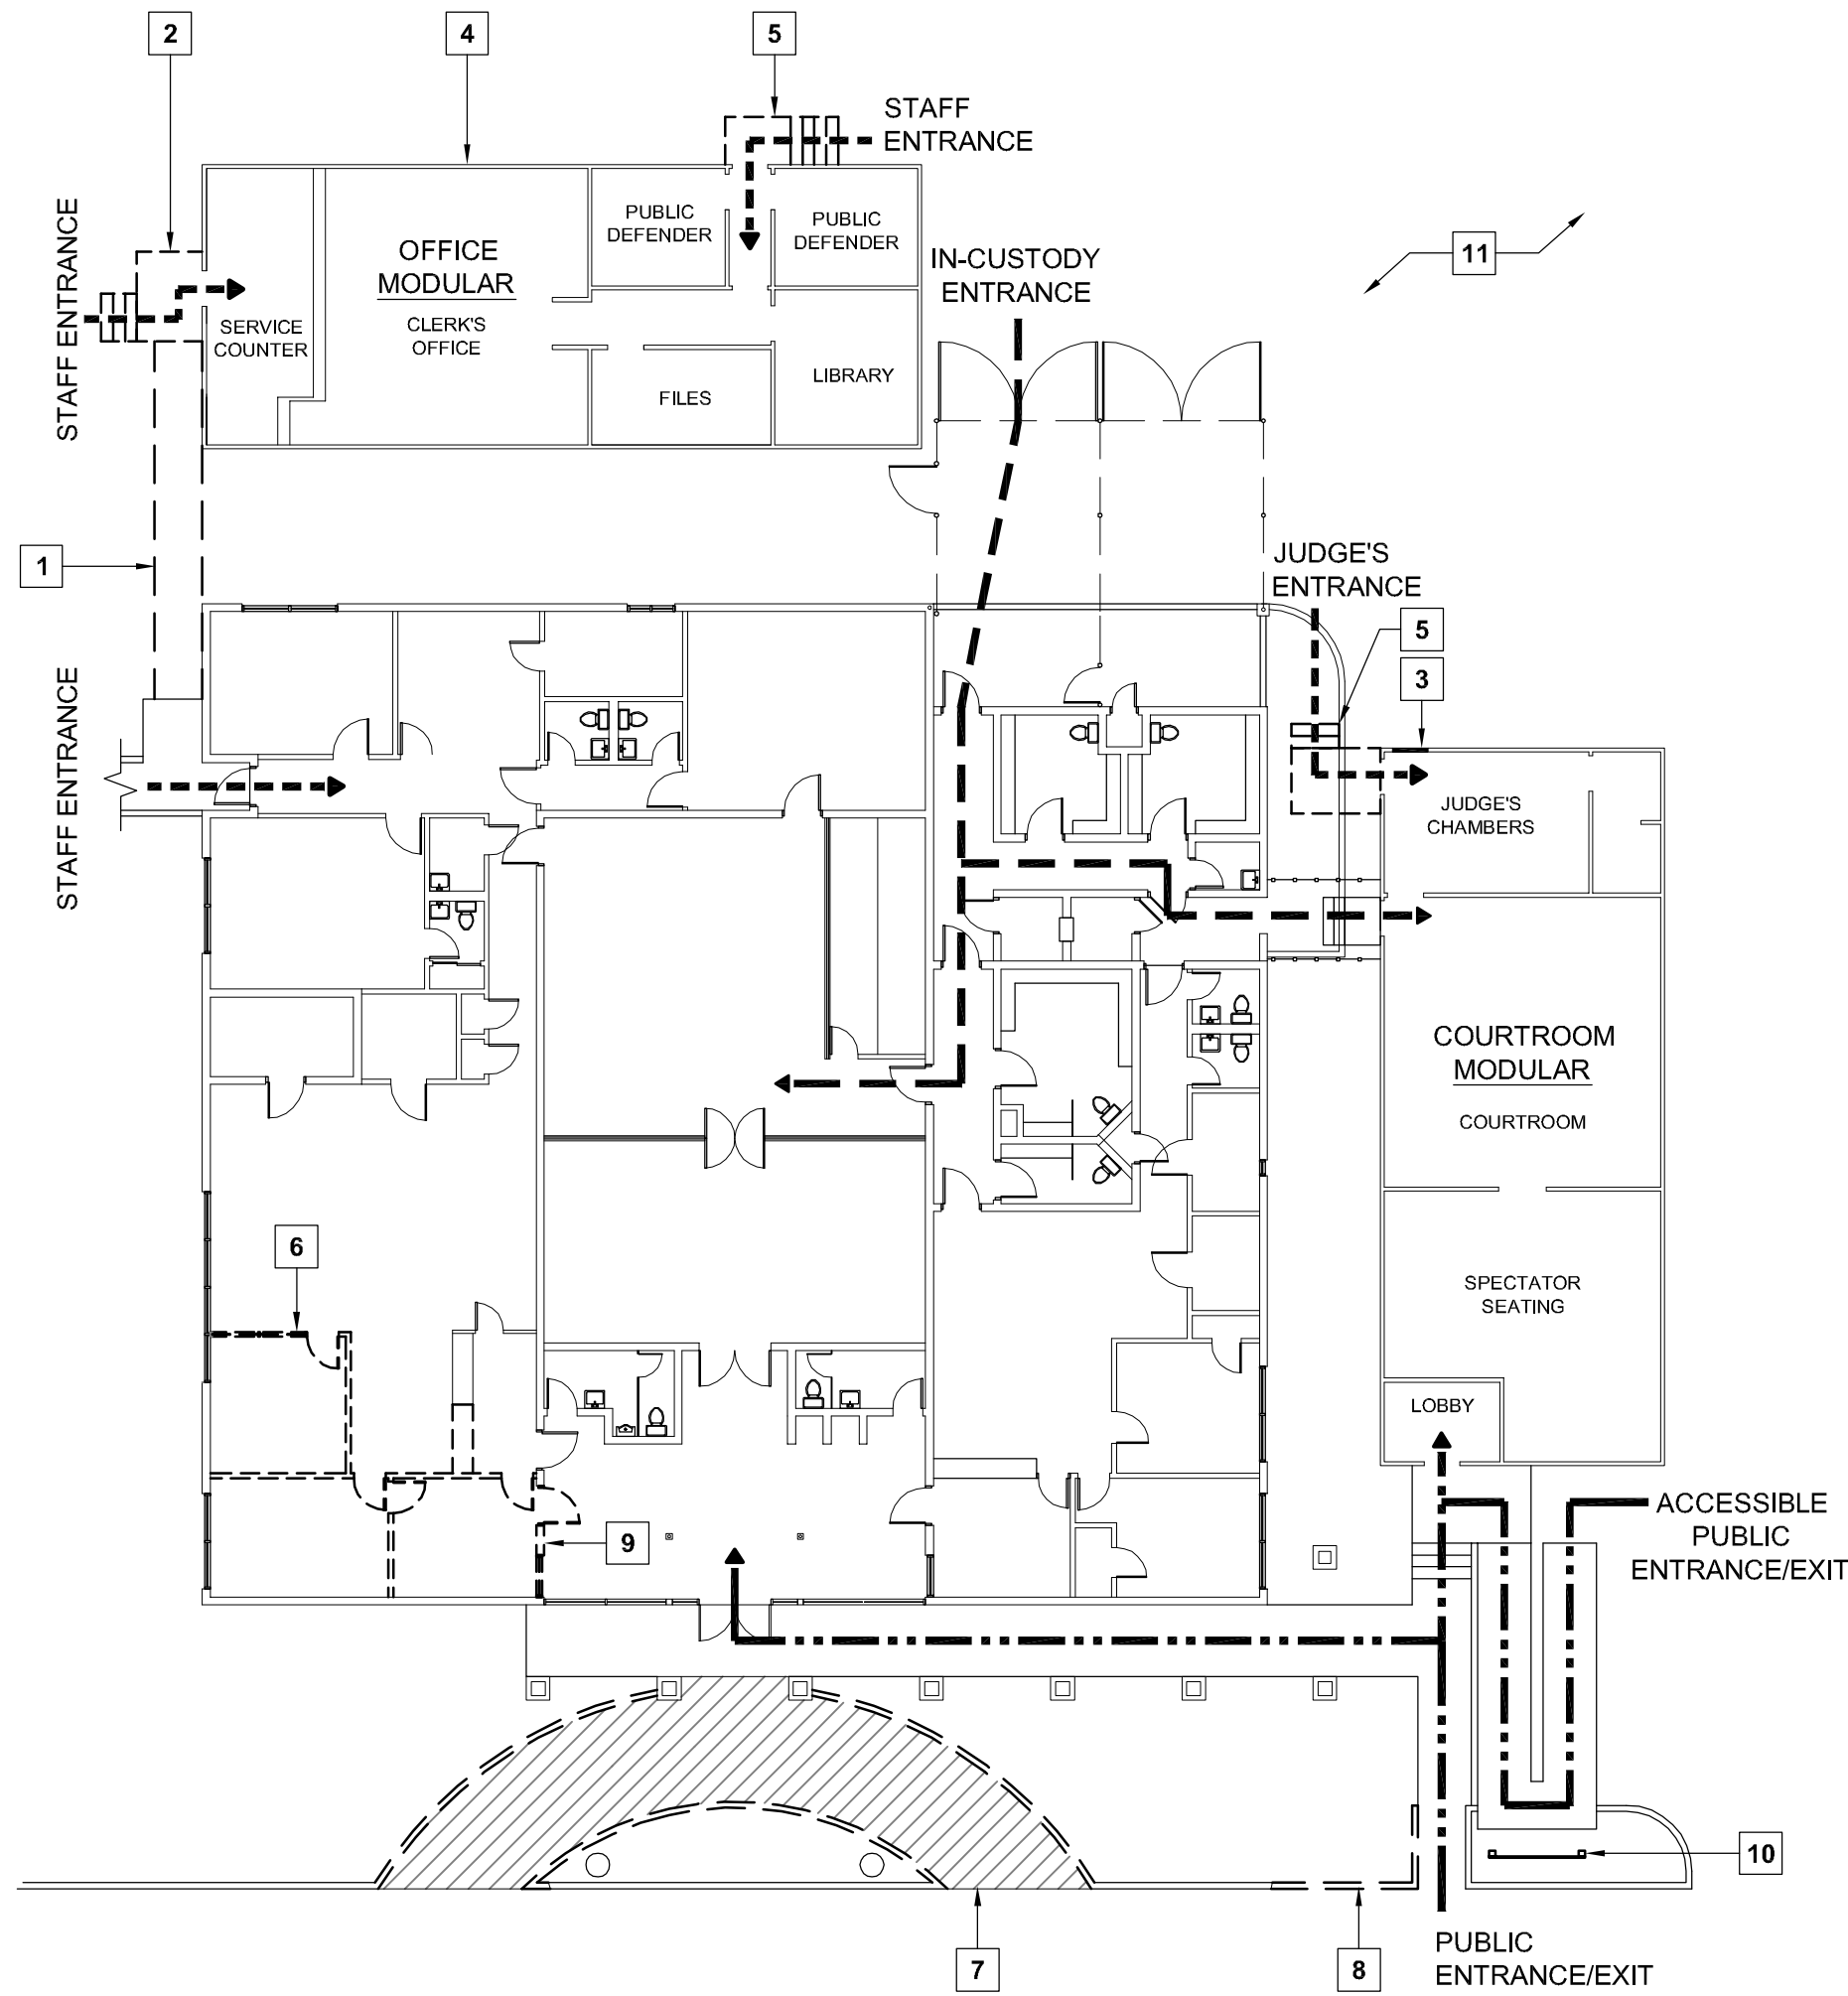 2
4
5
STAFF
ENTRANCE
STAFF ENTRANCE
OFFICE
MODULAR
CLERK'S
OFFICE
SERVICE
COUNTER
PUBLIC
DEFENDER
PUBLIC
DEFENDER
FILES
LIBRARY
IN-CUSTODY
ENTRANCE
11
1
JUDGE'S
ENTRANCE
5
3
STAFF ENTRANCE
JUDGE'S
CHAMBERS
COURTROOM
MODULAR
COURTROOM
SPECTATOR
SEATING
LOBBY
6
9
ACCESSIBLE
PUBLIC
ENTRANCE/EXIT
10
7
8
PUBLIC
ENTRANCE/EXIT